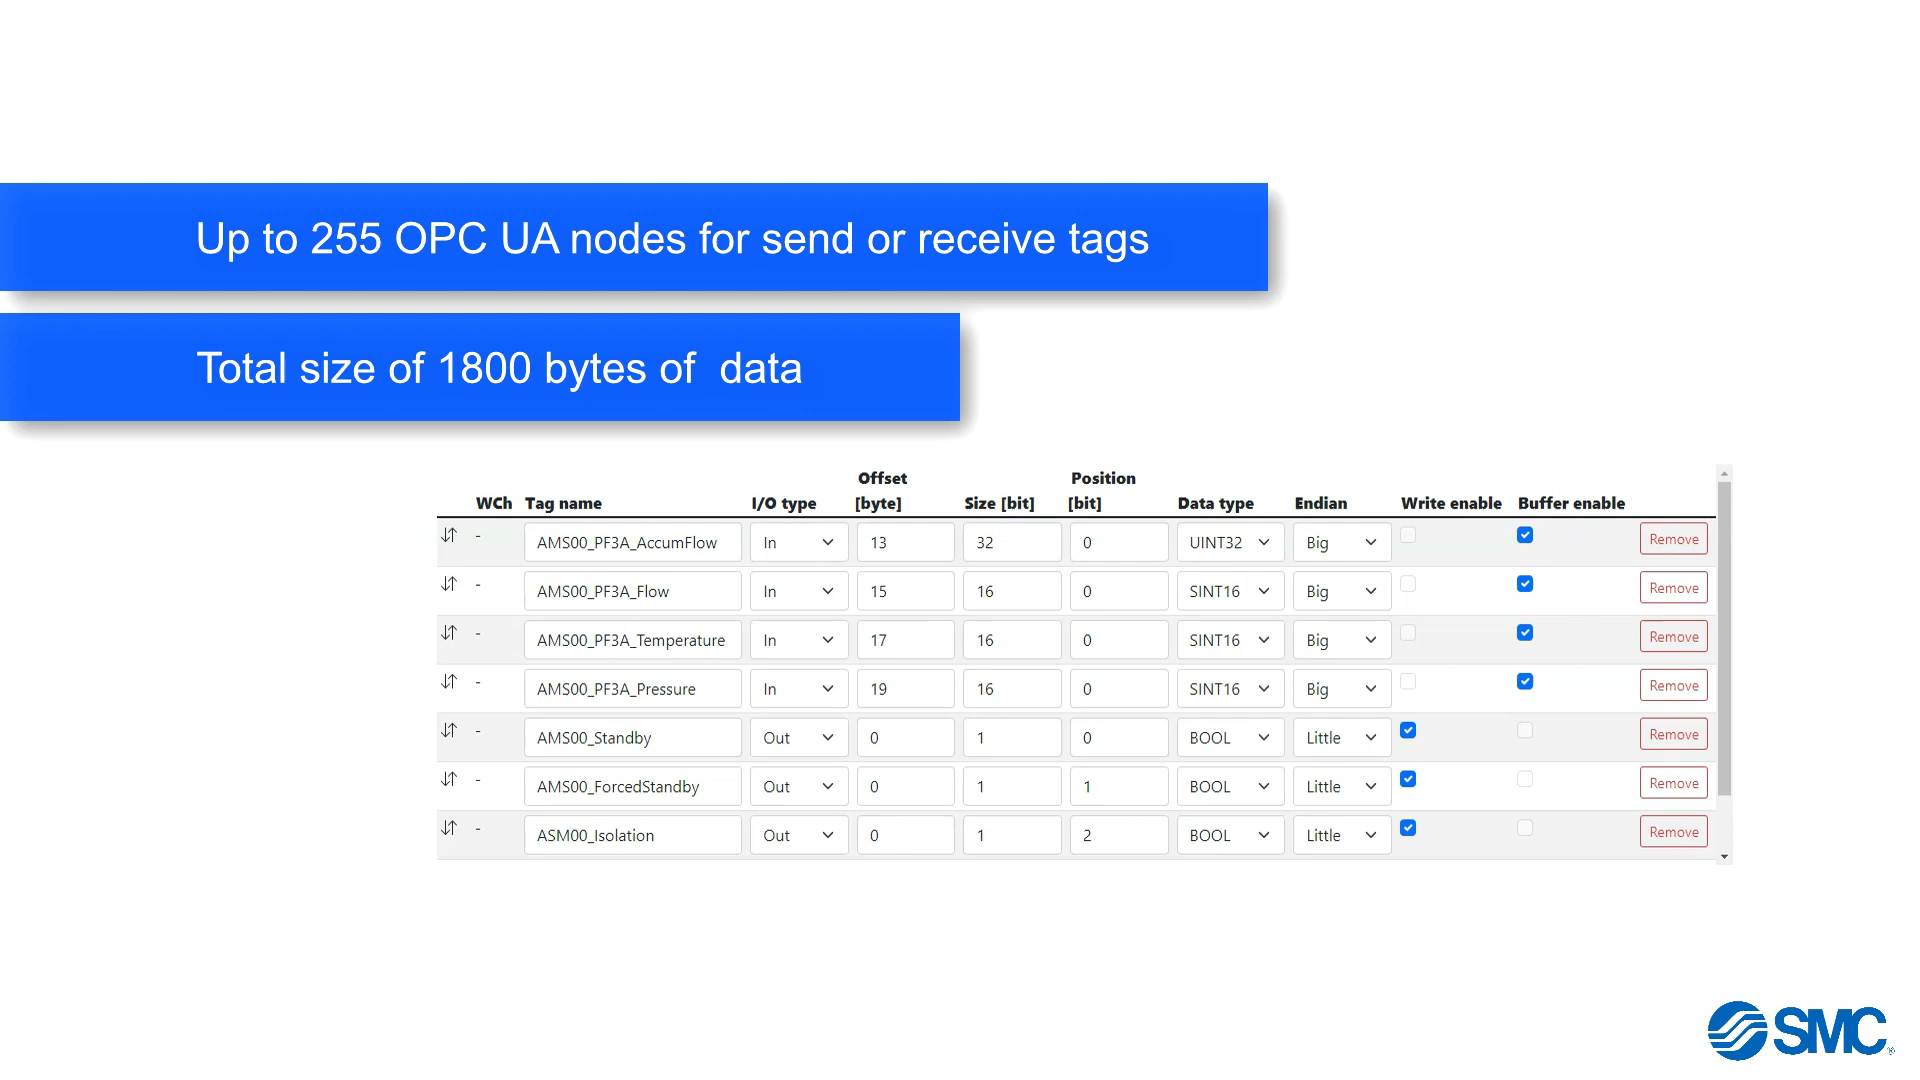 Up to 255 OPC UA nodes for send or receive tags
Total size of 1800 bytes of  data
WCh Tag name I/O type Offset [byte] Size [bit] Position [bit] Data type Endian Write enable Buffer enable
- AMS00_PF3A_AccumFlow In 13 32 0 UINT32 Big Remove
- AMS00_PF3A_Flow In 15 16 0 SINT16 Big Remove
- AMS00_PF3A_Temperature In 17 16 0 SINT16 Big Remove
- AMS00_PF3A_Pressure In 19 16 0 SINT16 Big Remove
- AMS00_Standby Out 0 1 0 BOOL Little Remove
- AMS00_ForcedStandby Out 0 1 1 BOOL Little Remove
- ASM00_Isolation Out 0 1 2 BOOL Little Remove
SMC®